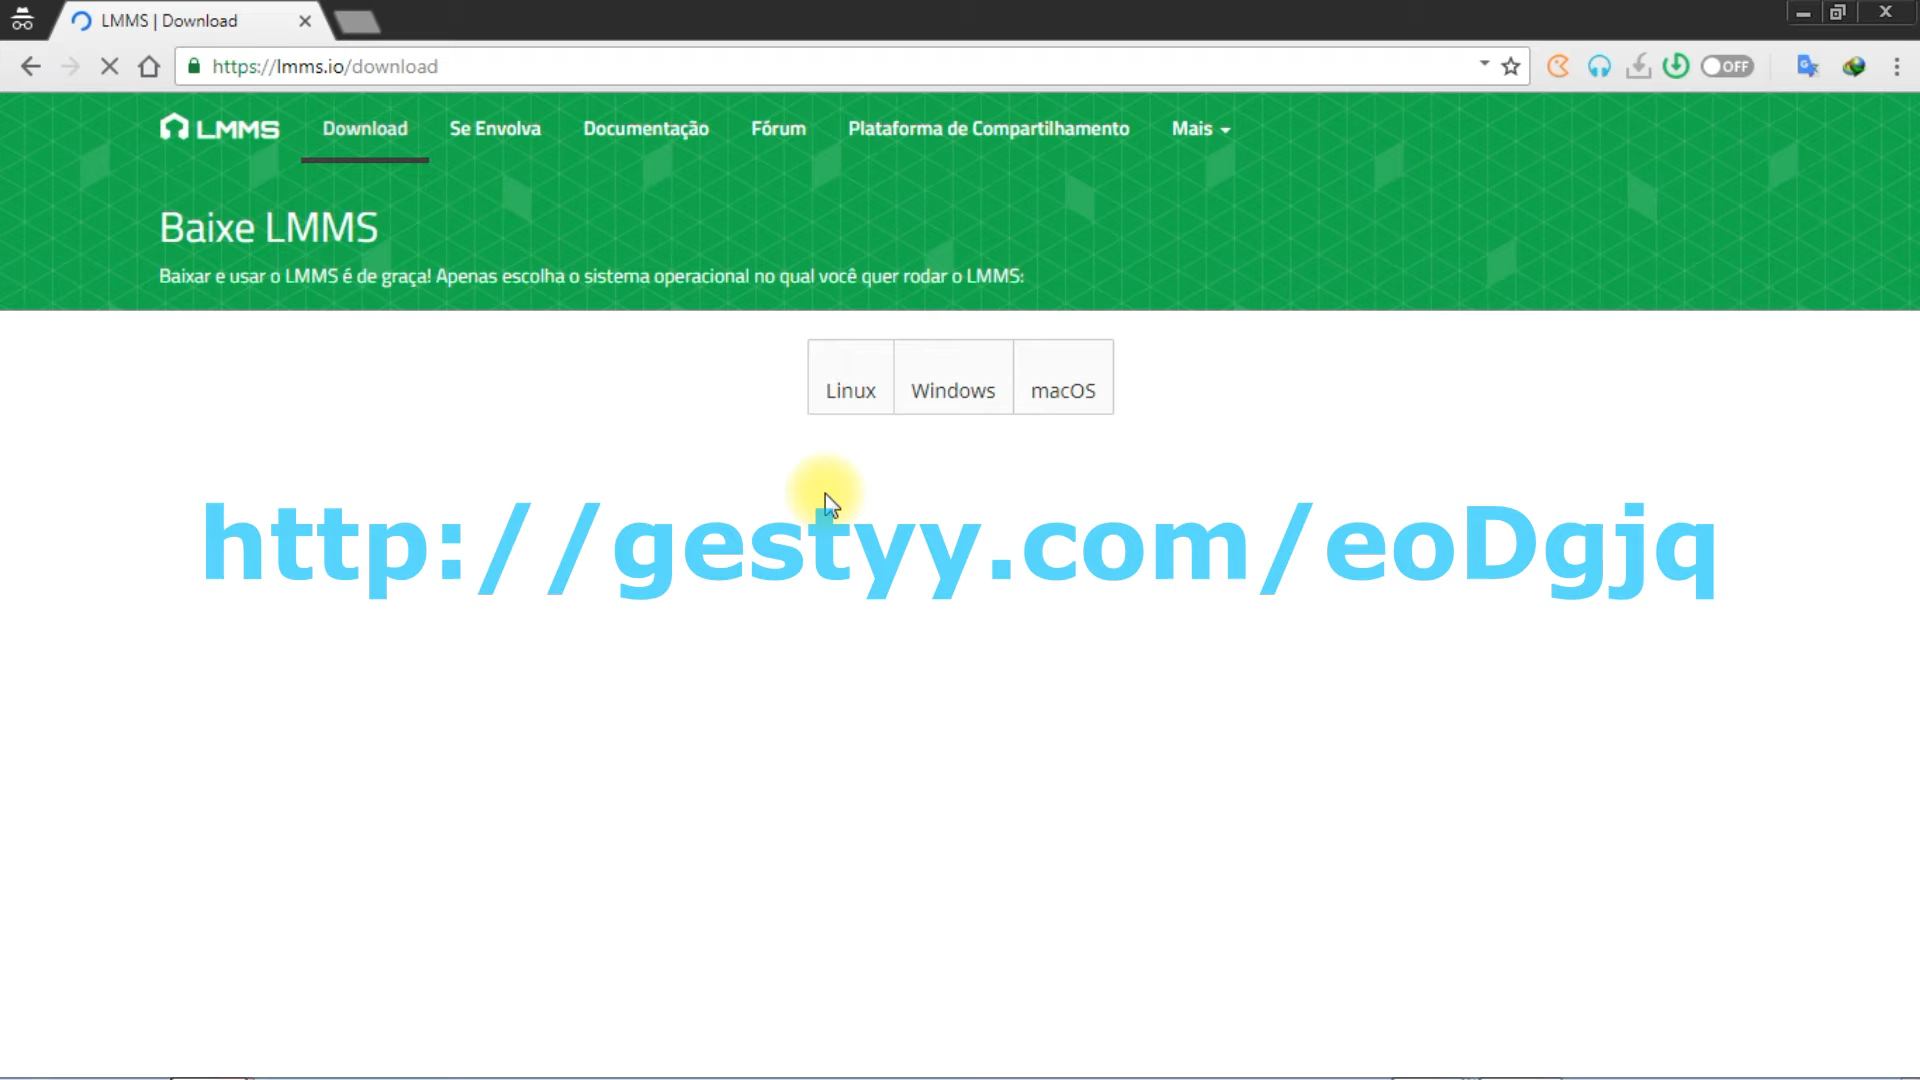 LMMS | Download
https://lmms.io/download
OFF
LMMS Download Se Envolva Documentação Fórum Plataforma de Compartilhamento Mais
Baixe LMMS
Baixar e usar o LMMS é de graça! Apenas escolha o sistema operacional no qual você quer rodar o LMMS:
Linux Windows macOS
http://gestyy.com/eoDgjq